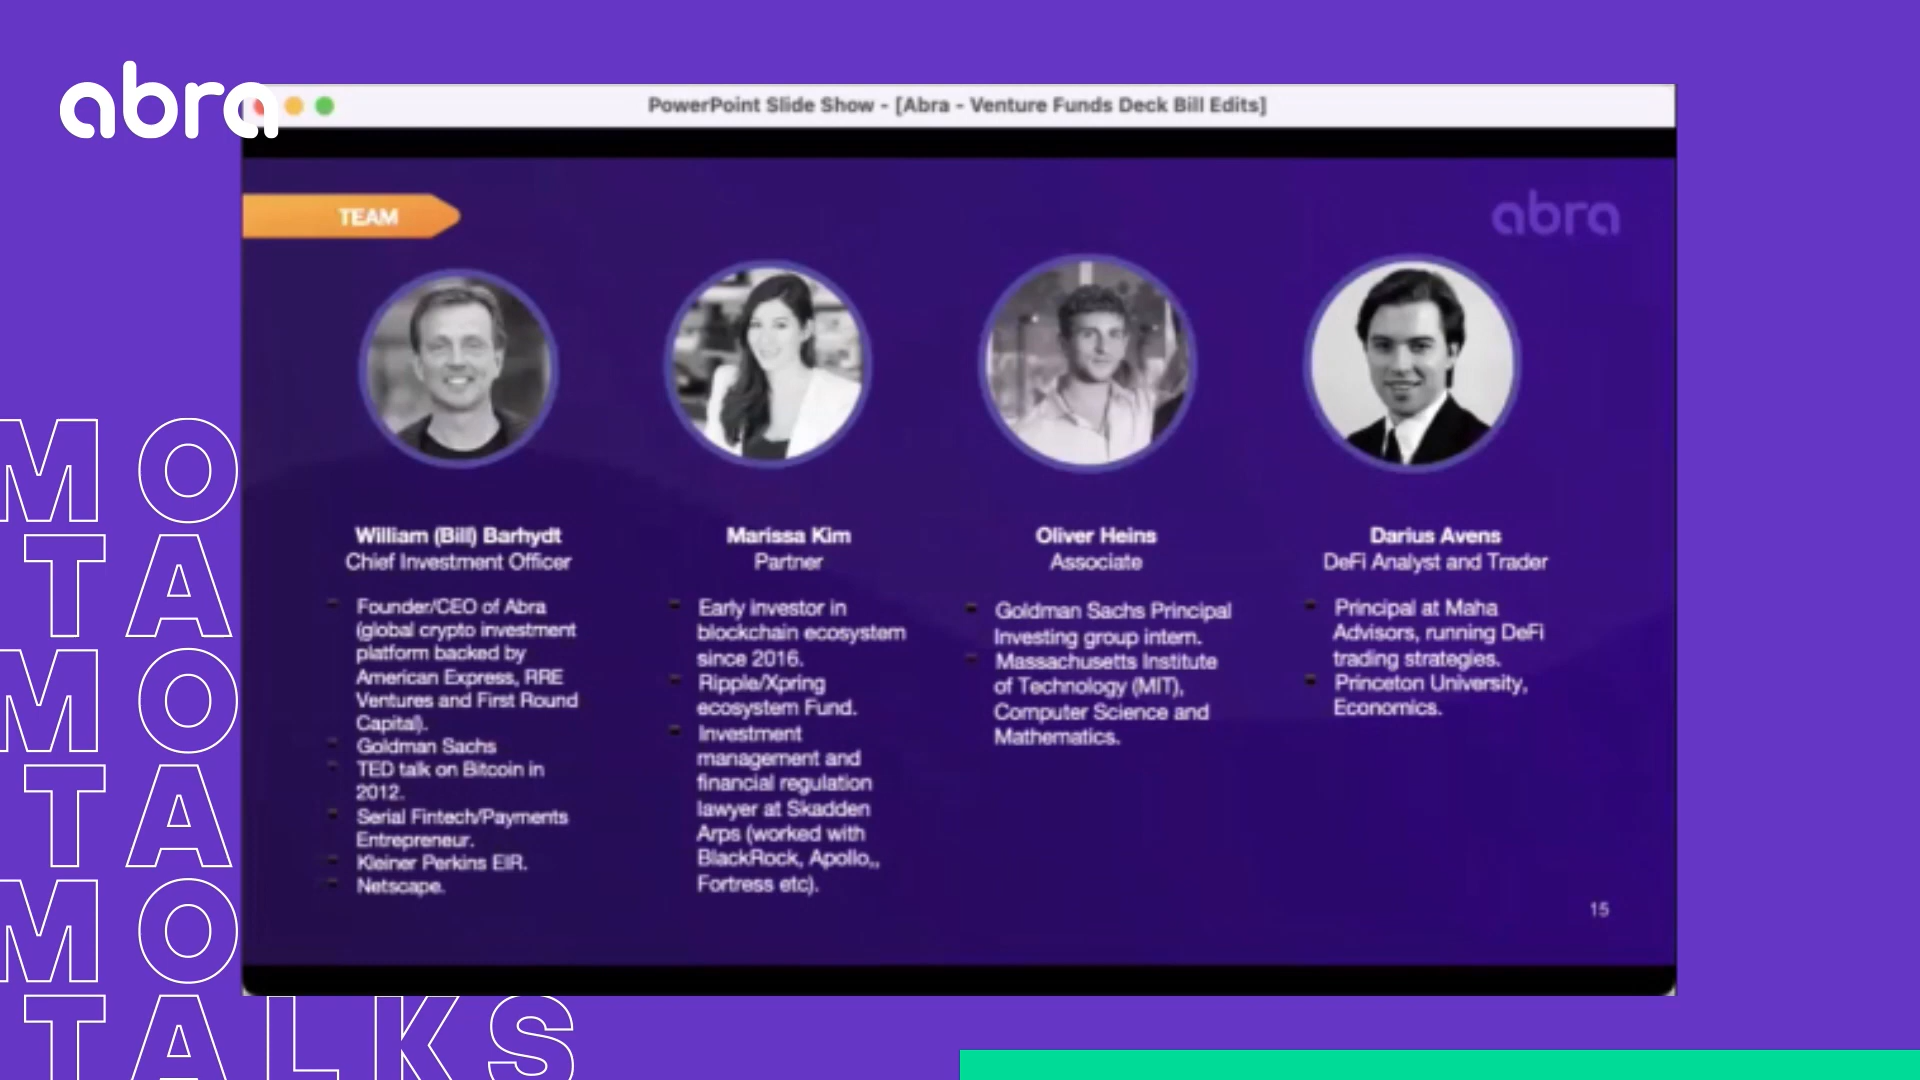 abra
PowerPoint Slide Show - [Abra - Venture Funds Deck Bill Edits]
TEAM
abra
William (Bill) Barhydt
Chief Investment Officer
Founder/CEO of Abra
(global crypto investment
platform backed by
American Express, RRE
Ventures and First Round
Capital).
Goldman Sachs
TED talk on Bitcoin in
2012.
Serial Fintech/Payments
Entrepreneur.
Kleiner Perkins EIR.
Netscape.
Marissa Kim
Partner
Early investor in
blockchain ecosystem
since 2016.
Ripple/Xpring
ecosystem Fund.
Investment
management and
financial regulation
lawyer at Skadden
Arps (worked with
BlackRock, Apollo,,
Fortress etc).
Oliver Heins
Associate
Goldman Sachs Principal
Investing group intern.
Massachusetts Institute
of Technology (MIT),
Computer Science and
Mathematics.
Darius Avens
DeFi Analyst and Trader
Principal at Maha
Advisors, running DeFi
trading strategies.
Princeton University,
Economics.
15
MO
TA
MO
TA
MO
TALKS